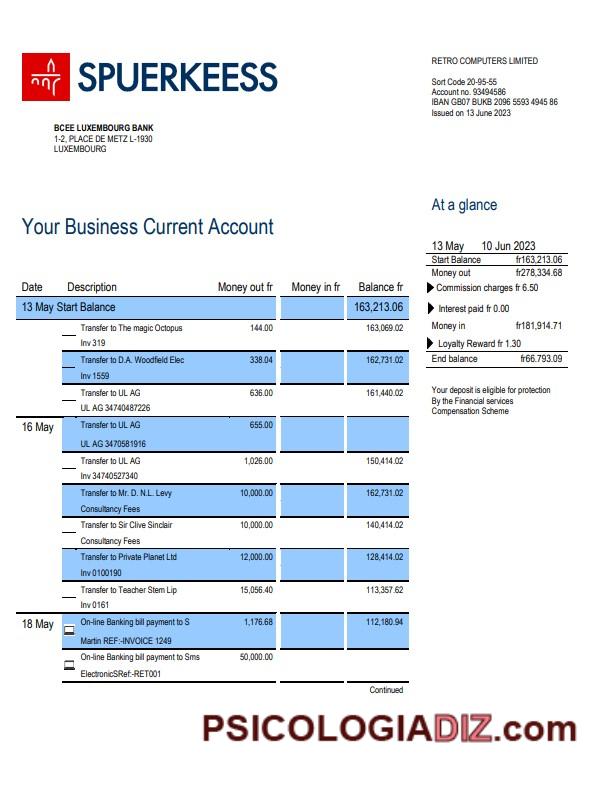 SPUERKEESS
RETRO COMPUTERS LIMITED
Sort Code 20-95-55
Account no. 93494586
IBAN GB07 BUKB 2096 5593 4945 86
Issued on 13 June 2023
BCEE LUXEMBOURG BANK
1-2, PLACE DE METZ L-1930
LUXEMBOURG
At a glance
Your Business Current Account
13 May 10 Jun 2023
Start Balance fr163,213.06
Money out fr278,334.68
Commission charges fr 6.50
Interest paid fr 0.00
Money in fr181,914.71
Loyalty Reward fr 1.30
End balance fr66.793.09
Your deposit is eligible for protection
By the Financial services
Compensation Scheme
Date Description Money out fr Money in fr Balance fr
13 May Start Balance 163,213.06
Transfer to The magic Octopus 144.00 163,069.02
Inv 319
Transfer to D.A. Woodfield Elec 338.04 162,731.02
Inv 1559
Transfer to UL AG 636.00 161,440.02
UL AG 34740487226
16 May Transfer to UL AG 655.00
UL AG 3470581916
Transfer to UL AG 1,026.00 150,414.02
Inv 34740527340
Transfer to Mr. D. N.L. Levy 10,000.00 162,731.02
Consultancy Fees
Transfer to Sir Clive Sinclair 10,000.00 140,414.02
Consultancy Fees
Transfer to Private Planet Ltd 12,000.00 128,414.02
Inv 0100190
Transfer to Teacher Stem Lip 15,056.40 113,357.62
Inv 0161
18 May On-line Banking bill payment to S 1,176.68 112,180.94
Martin REF:-INVOICE 1249
On-line Banking bill payment to Sms 50,000.00
ElectronicSRef:-RET001
Continued
PSICOLOGIADIZ.com